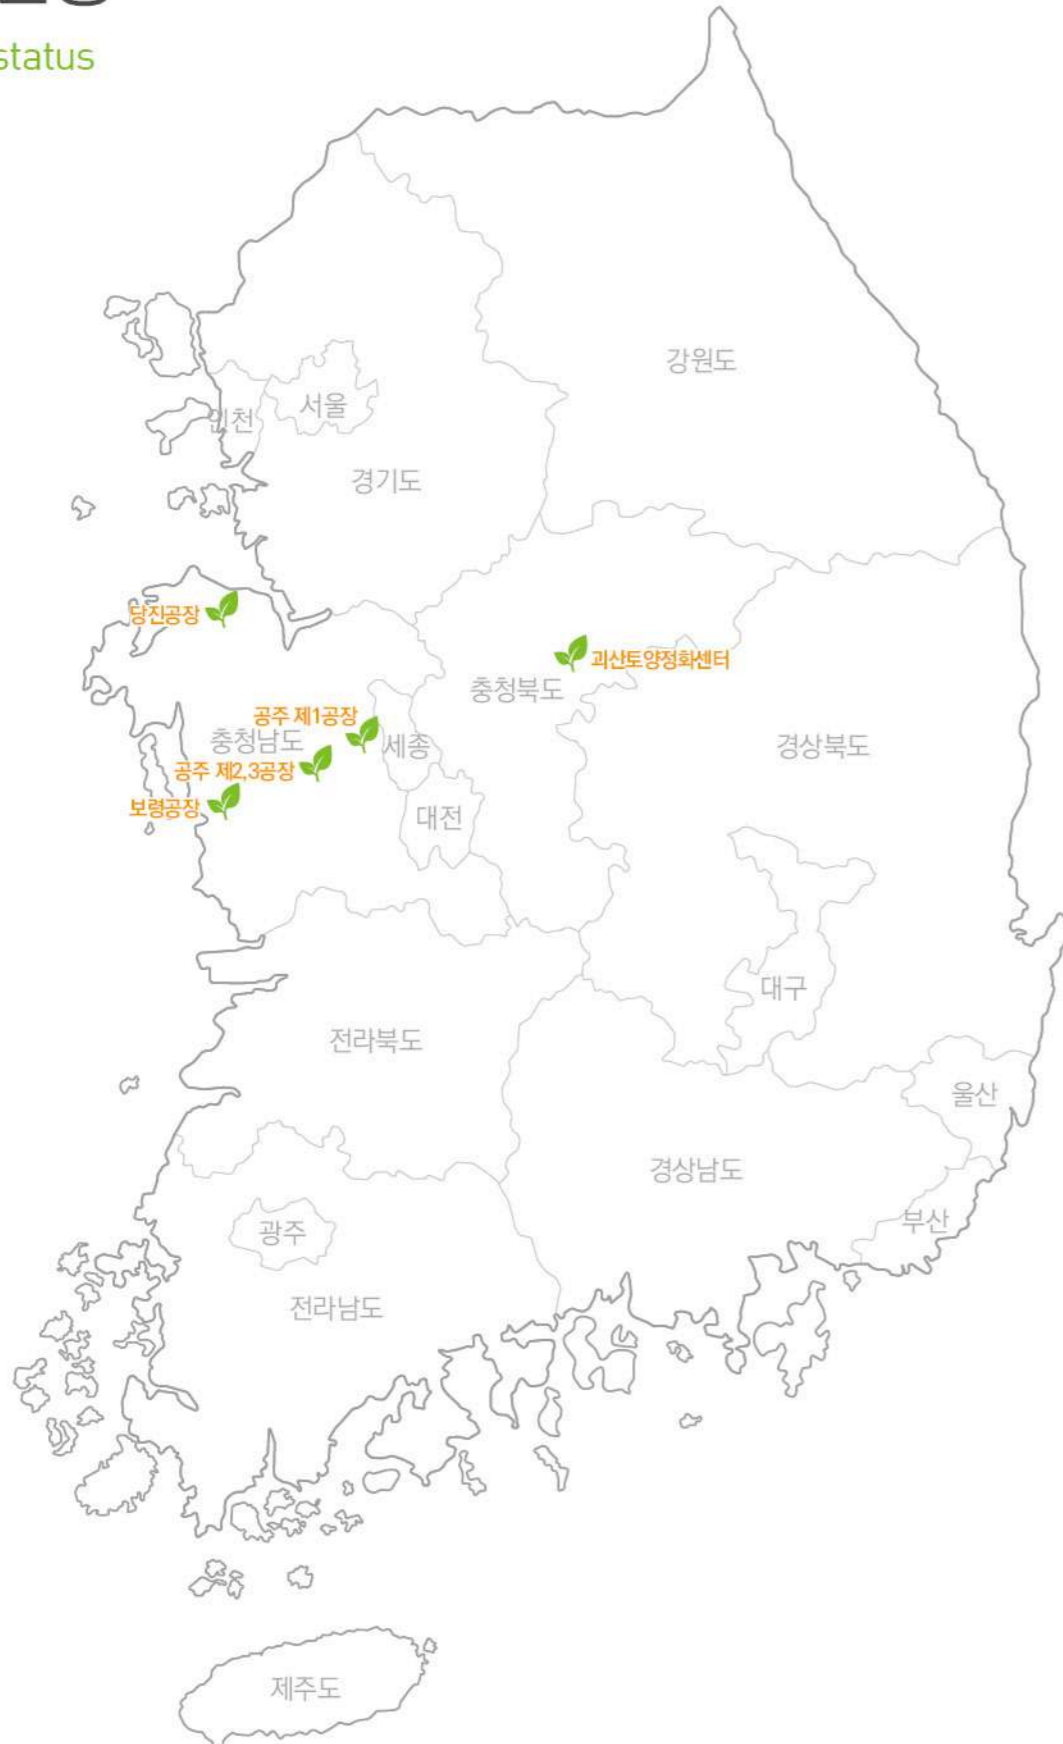 status
강원도
서울
인천
경기도
당진공장
괴산토양정화센터
충청북도
공주 제1공장
충청남도
세종
경상북도
공주 제2,3공장
보령공장
대전
대구
전라북도
울산
경상남도
부산
광주
전라남도
제주도